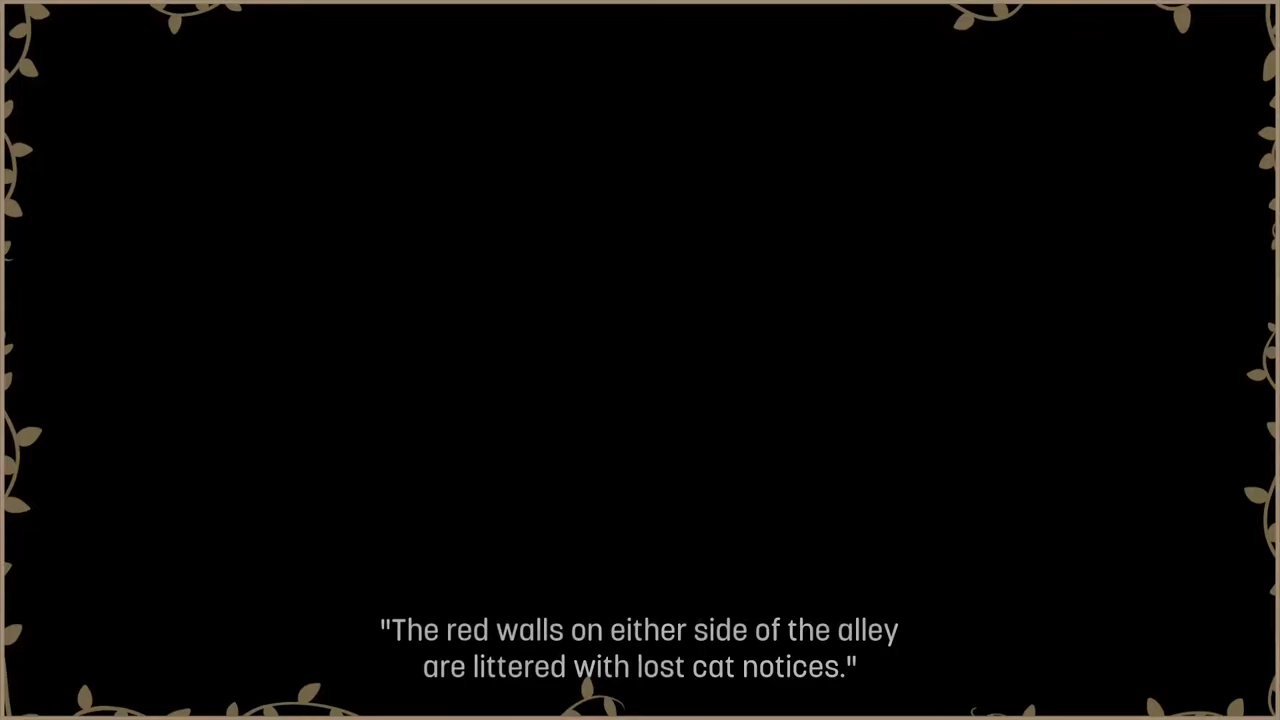 "The red walls on either side of the alley
are littered with lost cat notices."